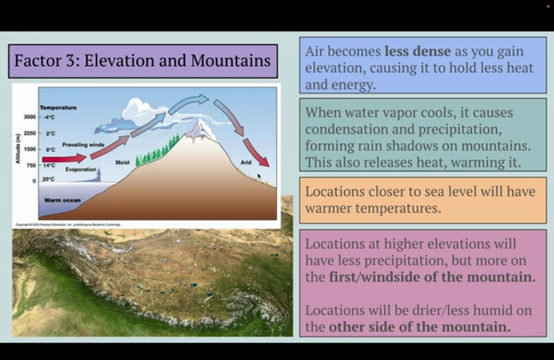 Factor 3: Elevation and Mountains
Temperature
-4°C
3000
2°C
2250
8°C
1500
14°C
750
20°C
0
Altitude (m)
Prevailing winds
Evaporation
Moist
Arid
Warm ocean
Air becomes less dense as you gain
elevation, causing it to hold less heat
and energy.
When water vapor cools, it causes
condensation and precipitation,
forming rain shadows on mountains.
This also releases heat, warming it.
Locations closer to sea level will have
warmer temperatures.
Locations at higher elevations will
have less precipitation, but more on
the first/windside of the mountain.
Locations will be drier/less humid on
the other side of the mountain.